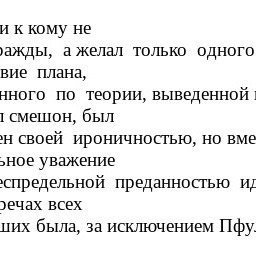 и к кому не
ражды, а желал только одного
вие плана,
нного по теории, выведенной
л смешон, был
ен своей ироничностью, но вме
ьное уважение
еспредельной преданностью ид
речах всех
ших была, за исключением Пфу